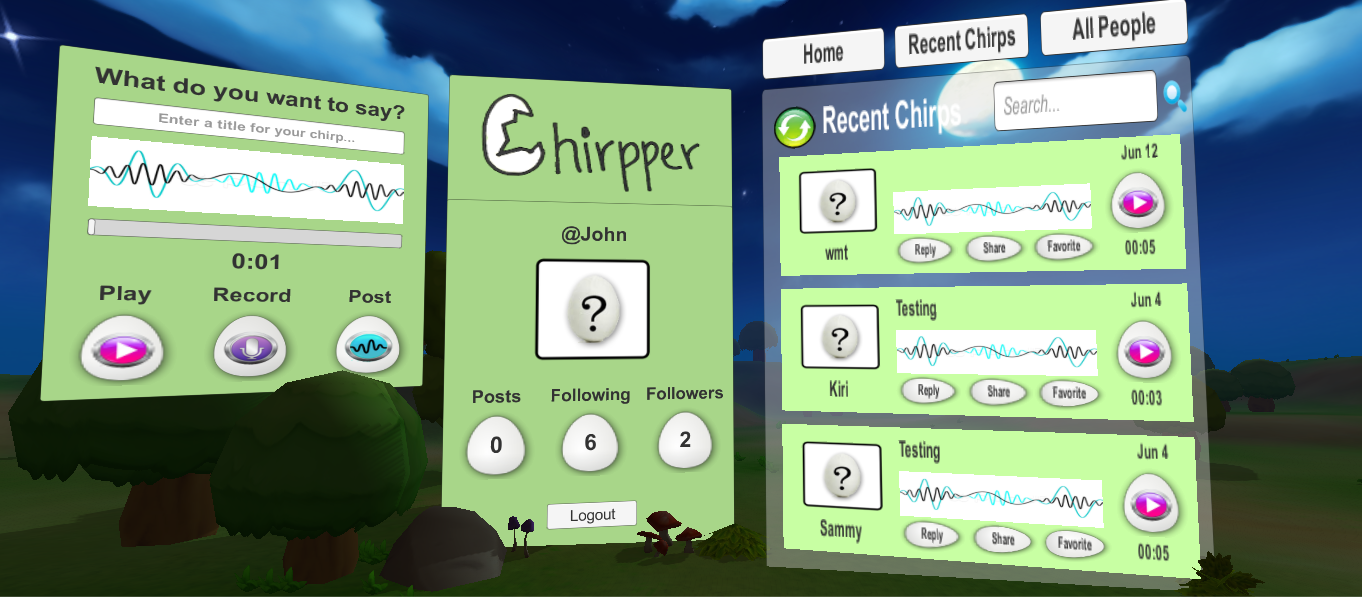 What do you want to say?
Enter a title for your chirp...
0:01
Play
Record
Post
Chirpper
@John
?
Posts
Following
Followers
0
6
2
Logout
Home
Recent Chirps
All People
Recent Chirps
Search...
Jun 12
?
wmt
Reply
Share
Favorite
00:05
Testing
Jun 4
?
Kiri
Reply
Share
Favorite
00:03
Testing
Jun 4
?
Sammy
Reply
Share
Favorite
00:05